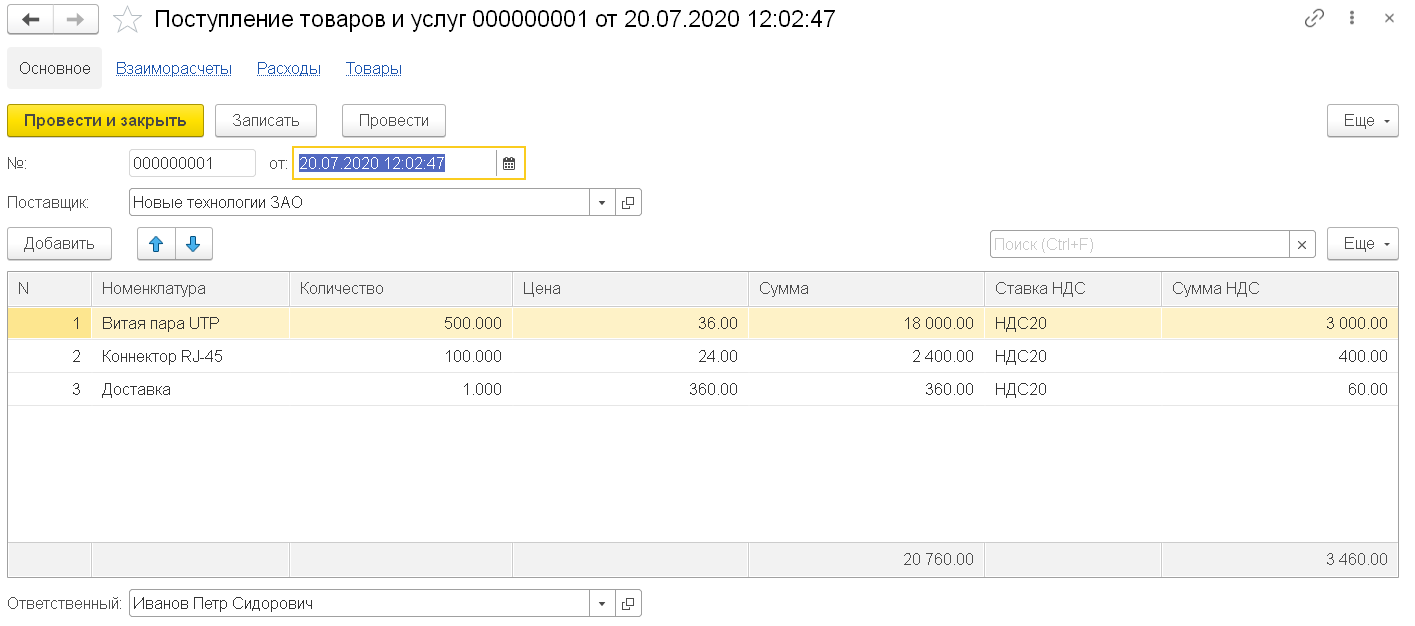 Поступление товаров и услуг 000000001 от 20.07.2020 12:02:47
Основное Взаиморасчеты Расходы Товары
Провести и закрыть Записать Провести Еще
№: 000000001 от: 20.07.2020 12:02:47
Поставщик: Новые технологии ЗАО
Добавить Поиск (Ctrl+F) × Еще
N Номенклатура Количество Цена Сумма Ставка НДС Сумма НДС
1 Витая пара UTP 500.000 36.00 18 000.00 НДС20 3 000.00
2 Коннектор RJ-45 100.000 24.00 2 400.00 НДС20 400.00
3 Доставка 1.000 360.00 360.00 НДС20 60.00
20 760.00 3 460.00
Ответственный: Иванов Петр Сидорович